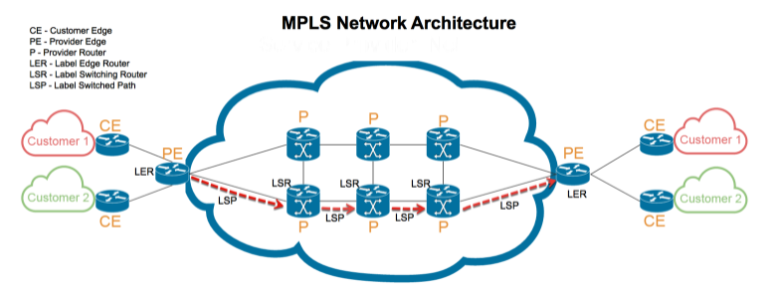 MPLS Network Architecture
CE - Customer Edge
PE - Provider Edge
P - Provider Router
LER - Label Edge Router
LSR - Label Switching Router
LSP - Label Switched Path
P P P
CE CE
Customer 1 Customer 1
PE PE
LER LER
LSR LSR LSR
Customer 2 Customer 2
LSP LSP LSP LSP
CE P P P CE